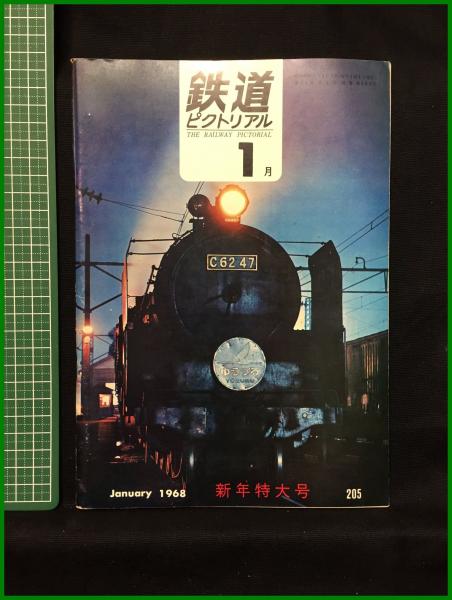 鉄道
ピクトリアル
THE RAILWAY PICTORIAL
1月
C62 47
ゆうづる
January 1968
新年特大号
205